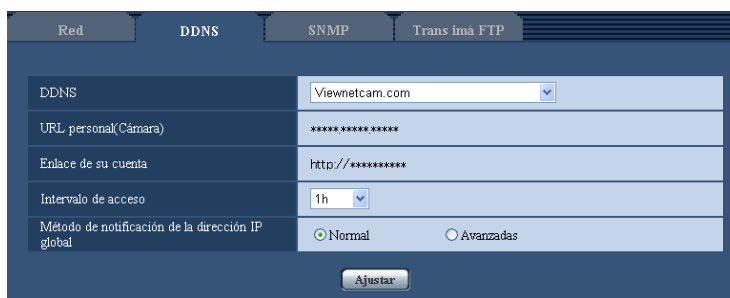 Red DDNS SNMP Trans imá FTP
DDNS Viewnetcam.com
URL personal(Cámara) *****.*****.*****
Enlace de su cuenta http://**********
Intervalo de acceso 1h
Método de notificación de la dirección IP
global
Normal Avanzadas
Ajustar